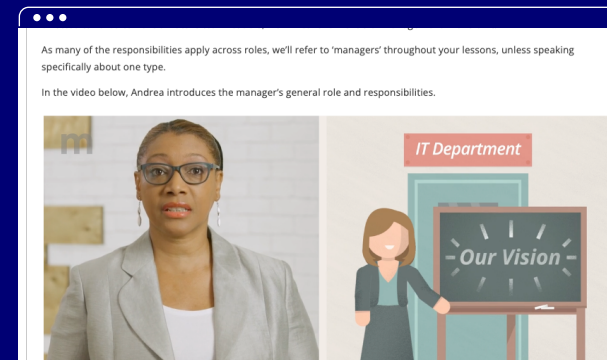 As many of the responsibilities apply across roles, we’ll refer to ‘managers’ throughout your lessons, unless speaking
specifically about one type.
In the video below, Andrea introduces the manager’s general role and responsibilities.
m
IT Department
Our Vision